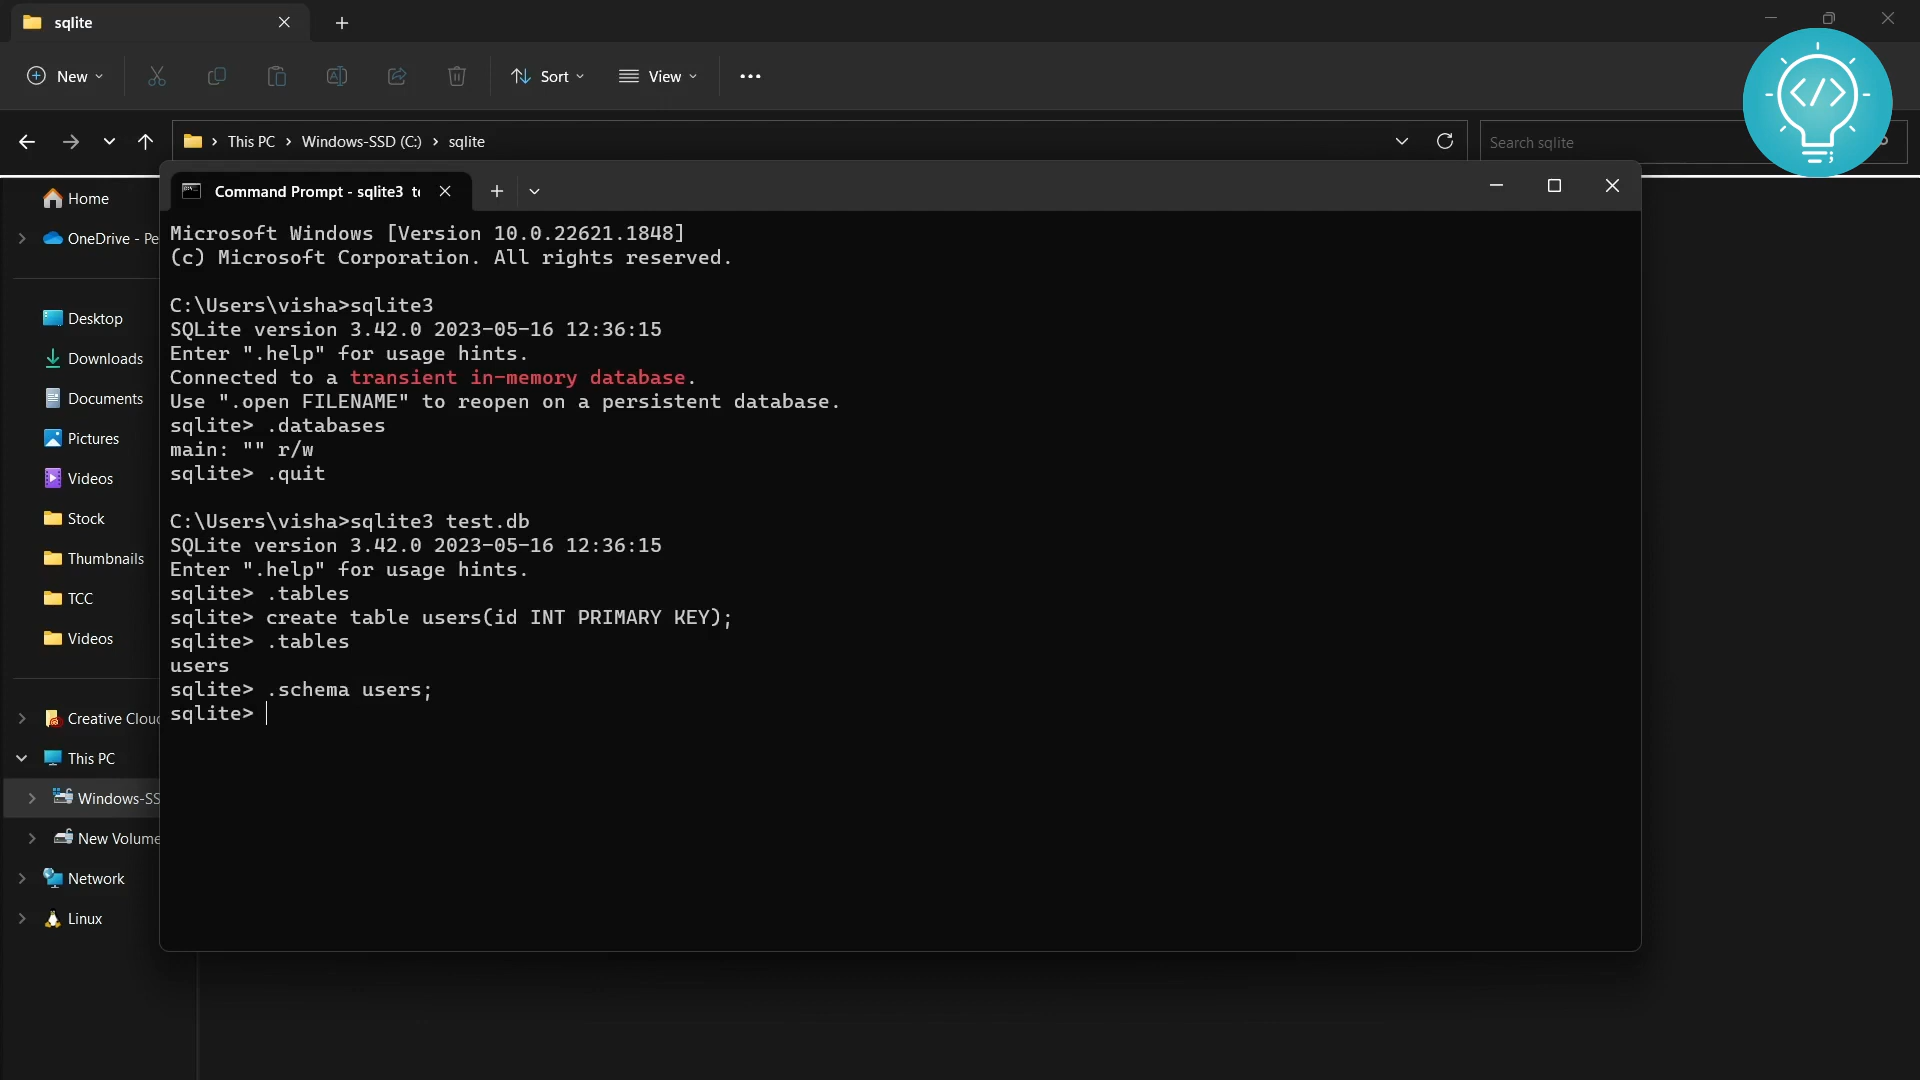 sqlite
New
Sort
View
This PC
Windows-SSD (C:)
sqlite
Search sqlite
</>
;
Home
OneDrive - Pe
Desktop
Downloads
Documents
Pictures
Videos
Stock
Thumbnails
TCC
Videos
Creative Clou
This PC
Windows-SS
New Volume
Network
Linux
Command Prompt - sqlite3 te
Microsoft Windows [Version 10.0.22621.1848]
(c) Microsoft Corporation. All rights reserved.
C:\Users\visha>sqlite3
SQLite version 3.42.0 2023-05-16 12:36:15
Enter ".help" for usage hints.
Connected to a transient in-memory database.
Use ".open FILENAME" to reopen on a persistent database.
sqlite> .databases
main: "" r/w
sqlite> .quit
C:\Users\visha>sqlite3 test.db
SQLite version 3.42.0 2023-05-16 12:36:15
Enter ".help" for usage hints.
sqlite> .tables
sqlite> create table users(id INT PRIMARY KEY);
sqlite> .tables
users
sqlite> .schema users;
sqlite>